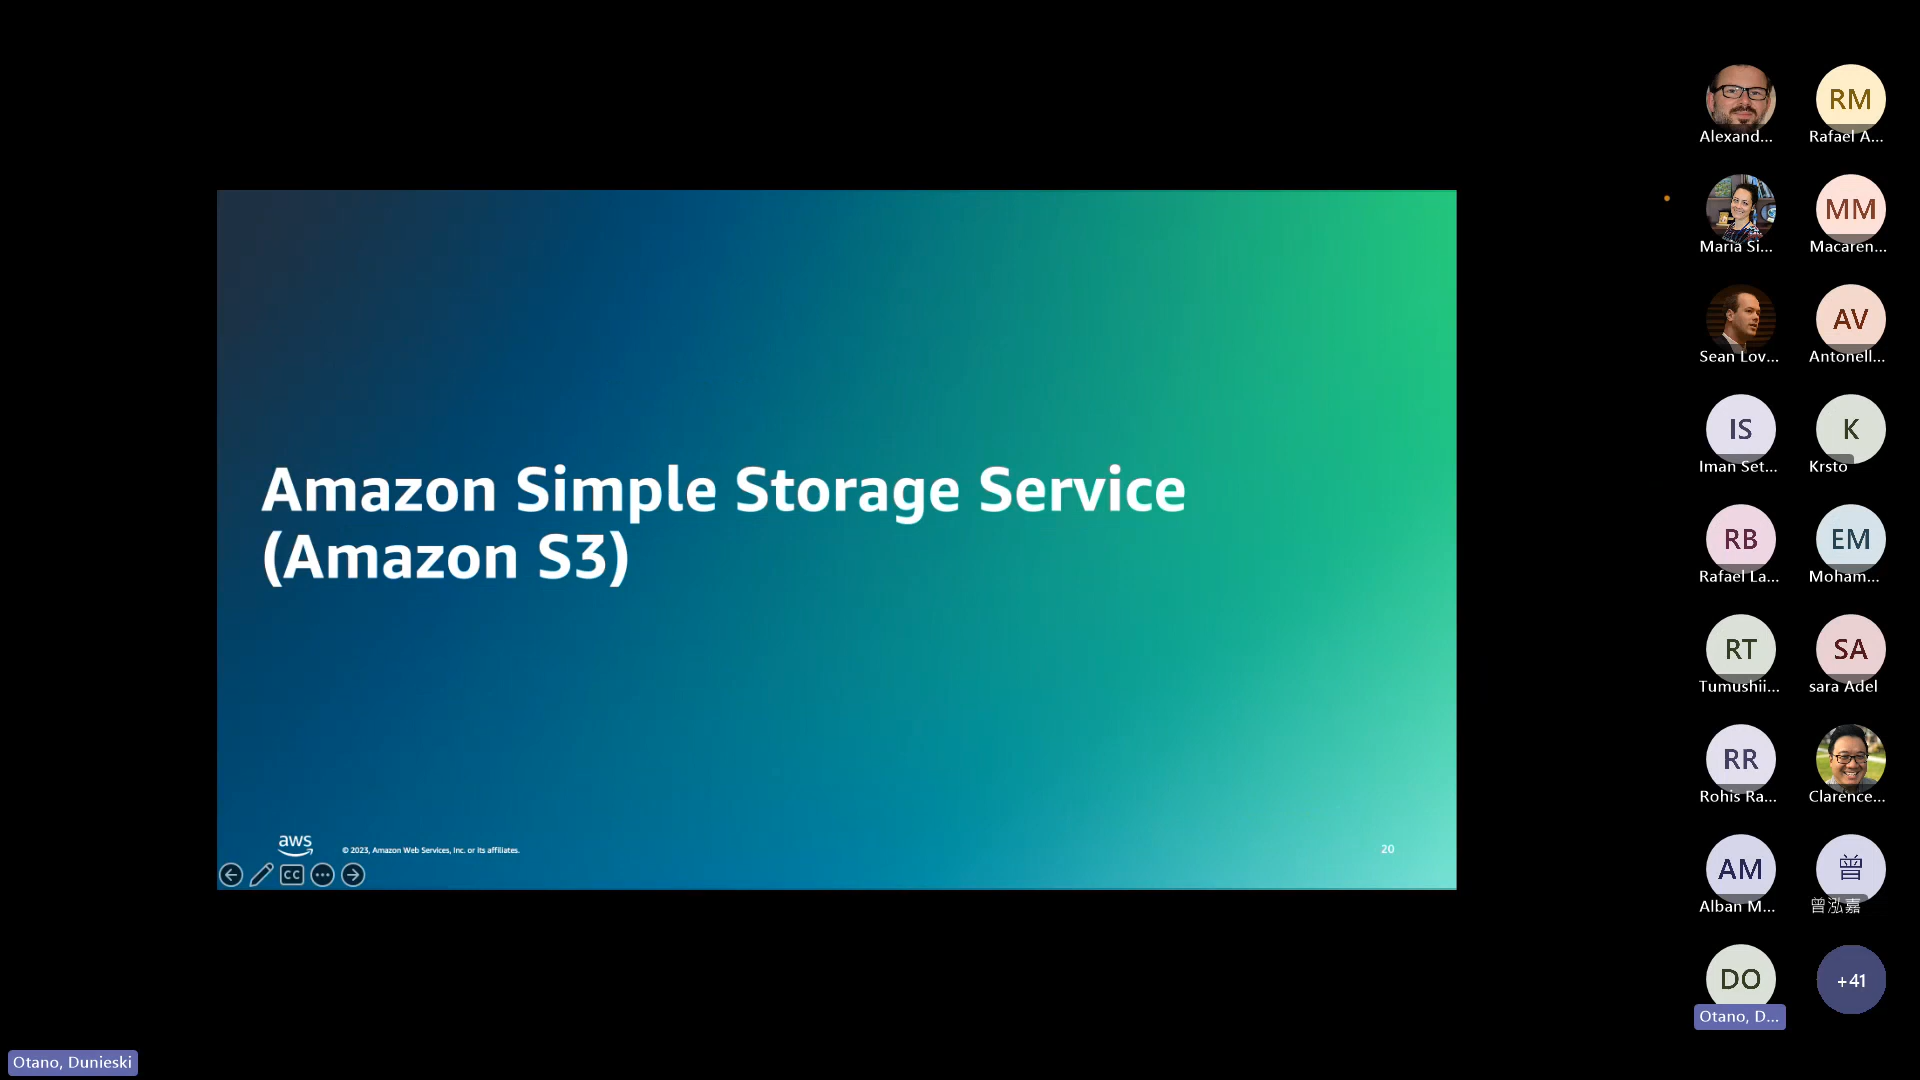 Amazon Simple Storage Service
(Amazon S3)
aws
© 2023, Amazon Web Services, Inc. or its affiliates.
20
CC
Alexand...
RM
Rafael A...
Maria Si...
MM
Macaren...
Sean Lov...
AV
Antonell...
IS
Iman Set...
K
Krsto
RB
Rafael La...
EM
Moham...
RT
Tumushii...
SA
sara Adel
RR
Rohis Ra...
Clarence...
AM
Alban M...
曾
曾泓嘉
DO
Otano, D...
+41
Otano, Dunieski